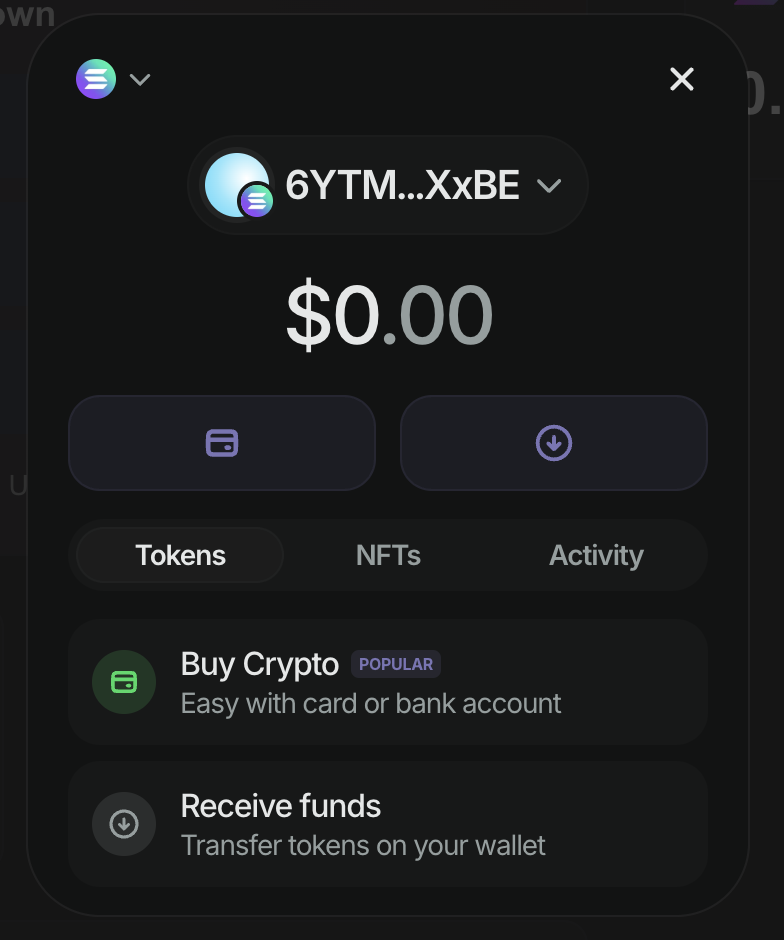 own
0.
6YTM...XxBE
$0.00
U
Tokens NFTs Activity
Buy Crypto POPULAR
Easy with card or bank account
Receive funds
Transfer tokens on your wallet